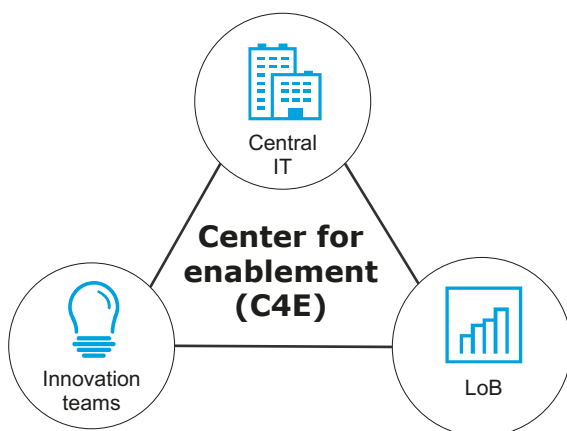 Central
IT
Center for
enablement
(C4E)
Innovation
teams
LoB